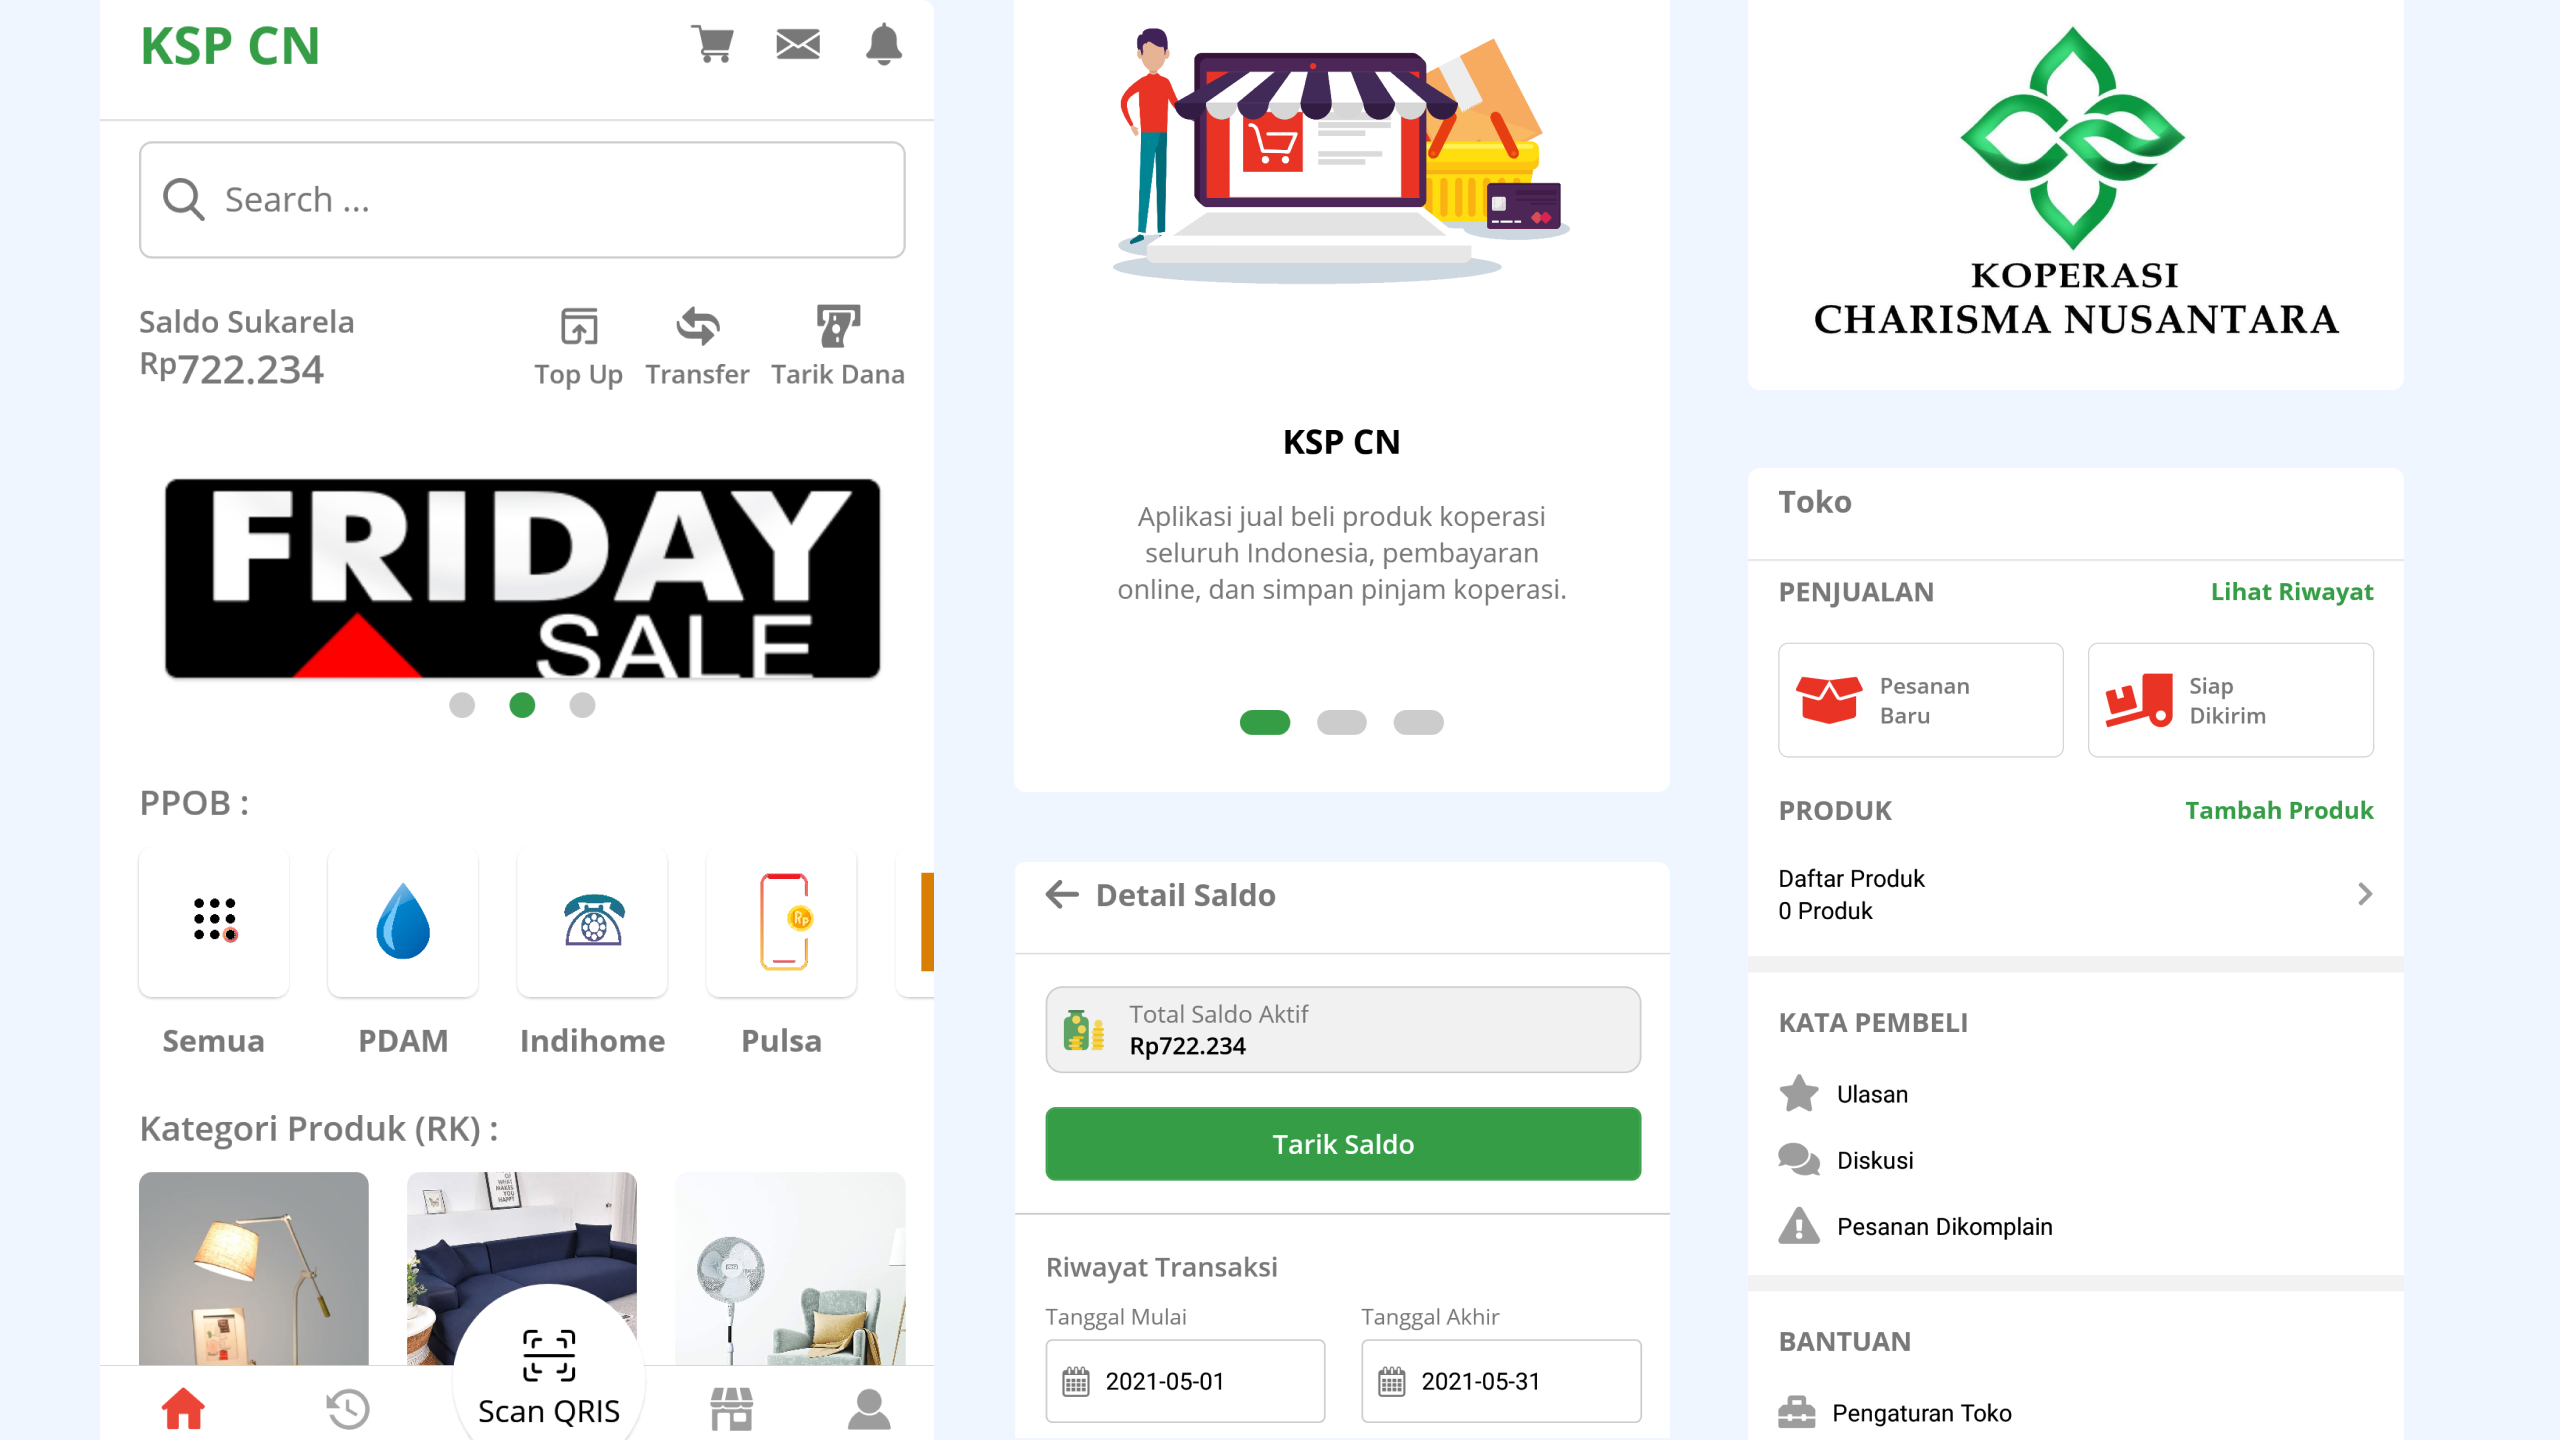 KSP CN
Search ...
Saldo Sukarela
Rp722.234
Top Up
Transfer
Tarik Dana
FRIDAY
SALE
PPOB :
Semua
PDAM
Indihome
Pulsa
Kategori Produk (RK) :
Scan QRIS
KSP CN
Aplikasi jual beli produk koperasi
seluruh Indonesia, pembayaran
online, dan simpan pinjam koperasi.
Detail Saldo
Total Saldo Aktif
Rp722.234
Tarik Saldo
Riwayat Transaksi
Tanggal Mulai
Tanggal Akhir
2021-05-01
2021-05-31
KOPERASI
CHARISMA NUSANTARA
Toko
PENJUALAN
Lihat Riwayat
Pesanan
Baru
Siap
Dikirim
PRODUK
Tambah Produk
Daftar Produk
0 Produk
KATA PEMBELI
Ulasan
Diskusi
Pesanan Dikomplain
BANTUAN
Pengaturan Toko